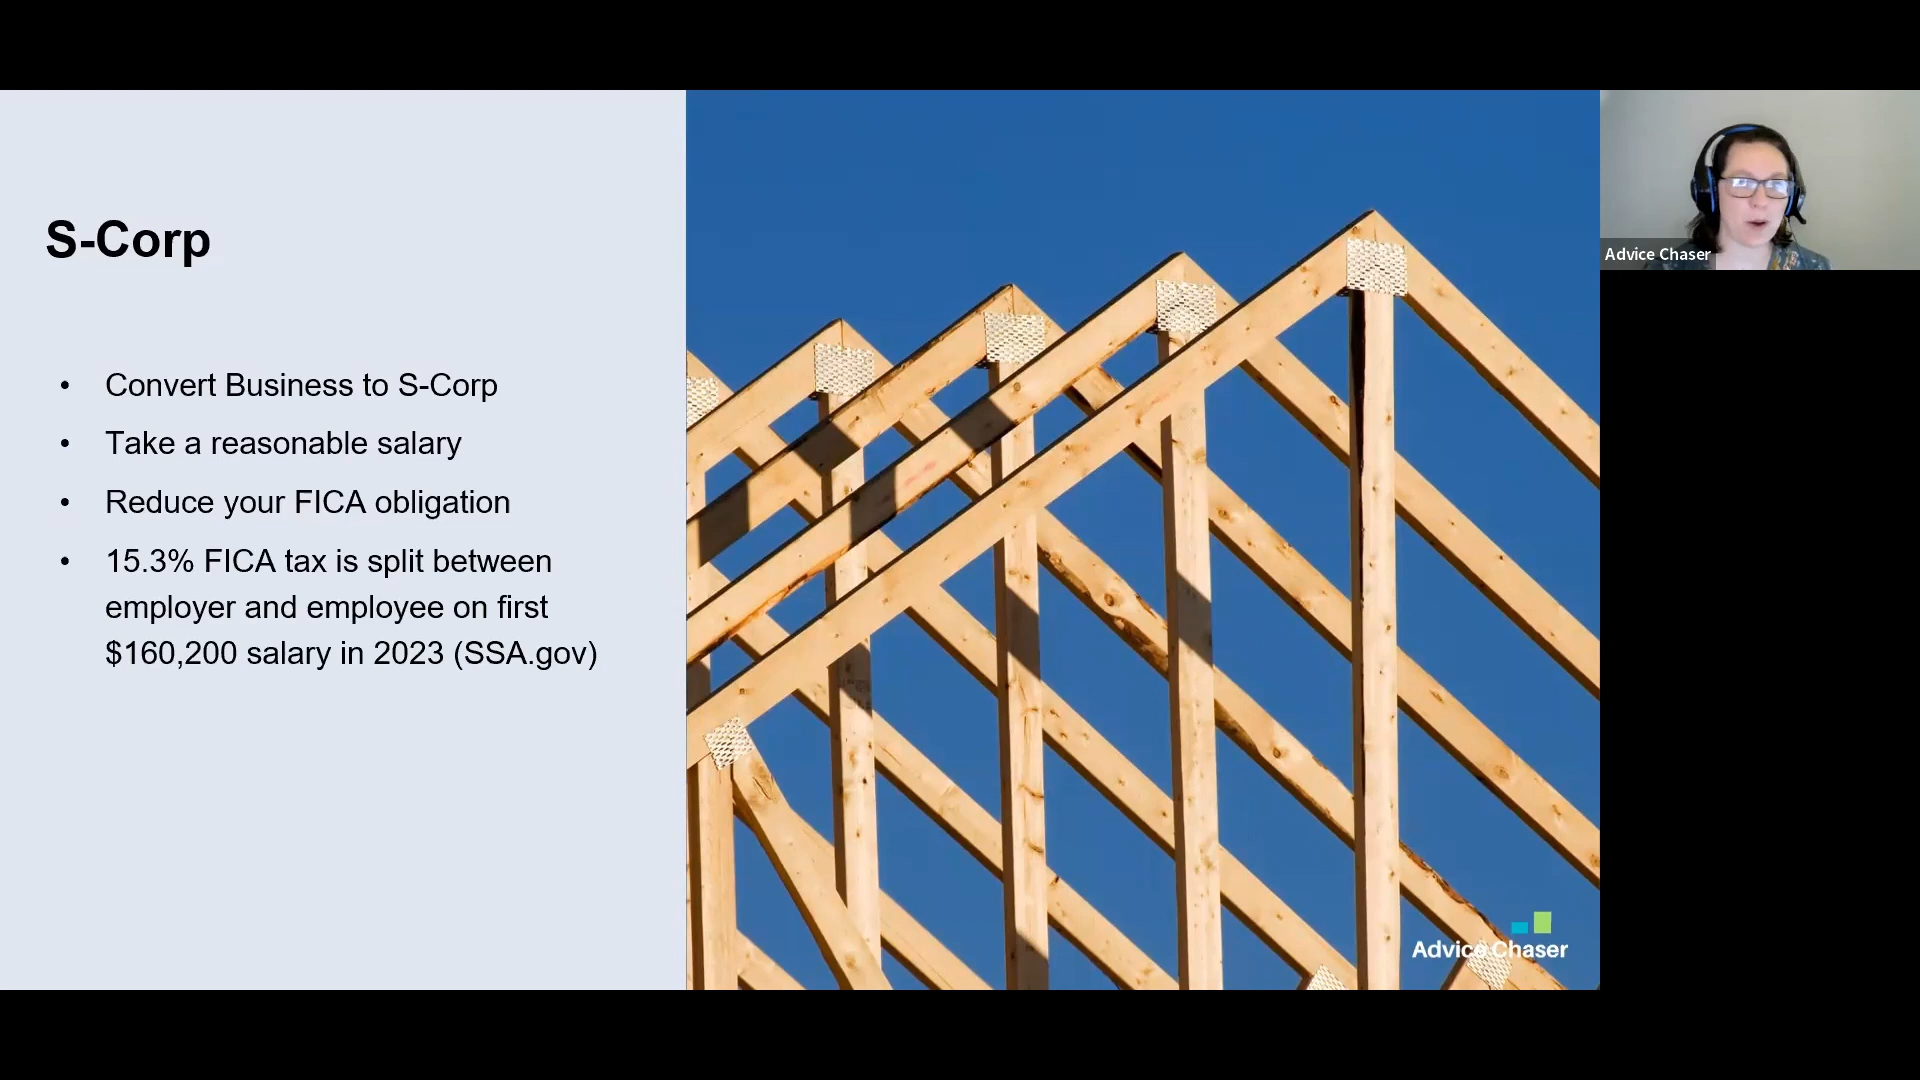 S-Corp
• Convert Business to S-Corp
• Take a reasonable salary
• Reduce your FICA obligation
• 15.3% FICA tax is split between
employer and employee on first
$160,200 salary in 2023 (SSA.gov)
Advice Chaser
Advice Chaser